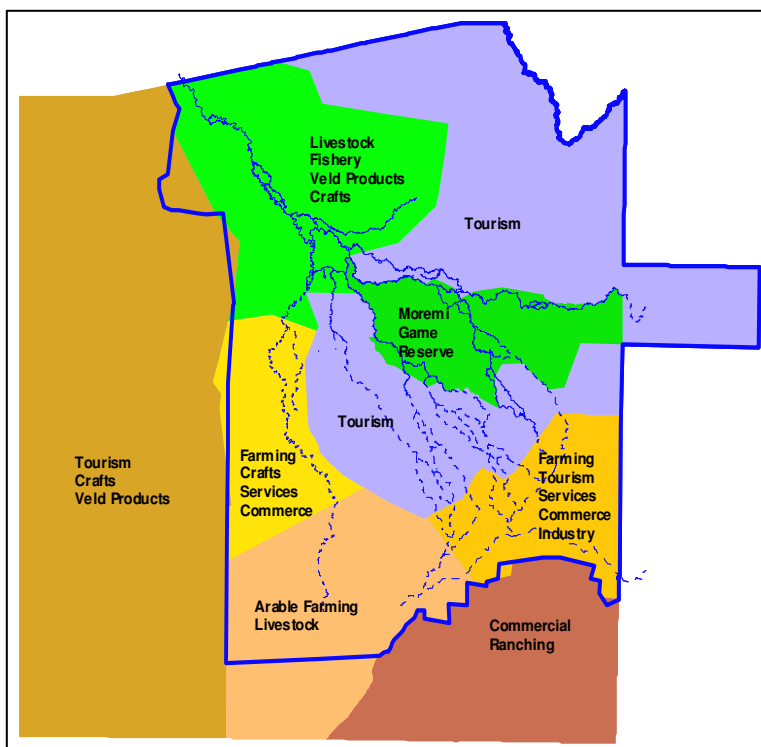 Livestock
Fishery
Veld Products
Crafts
Tourism
Moremi
Game
Reserve
Tourism
Tourism
Crafts
Veld Products
Farming
Crafts
Services
Commerce
Farming
Tourism
Services
Commerce
Industry
Arable Farming
Livestock
Commercial
Ranching